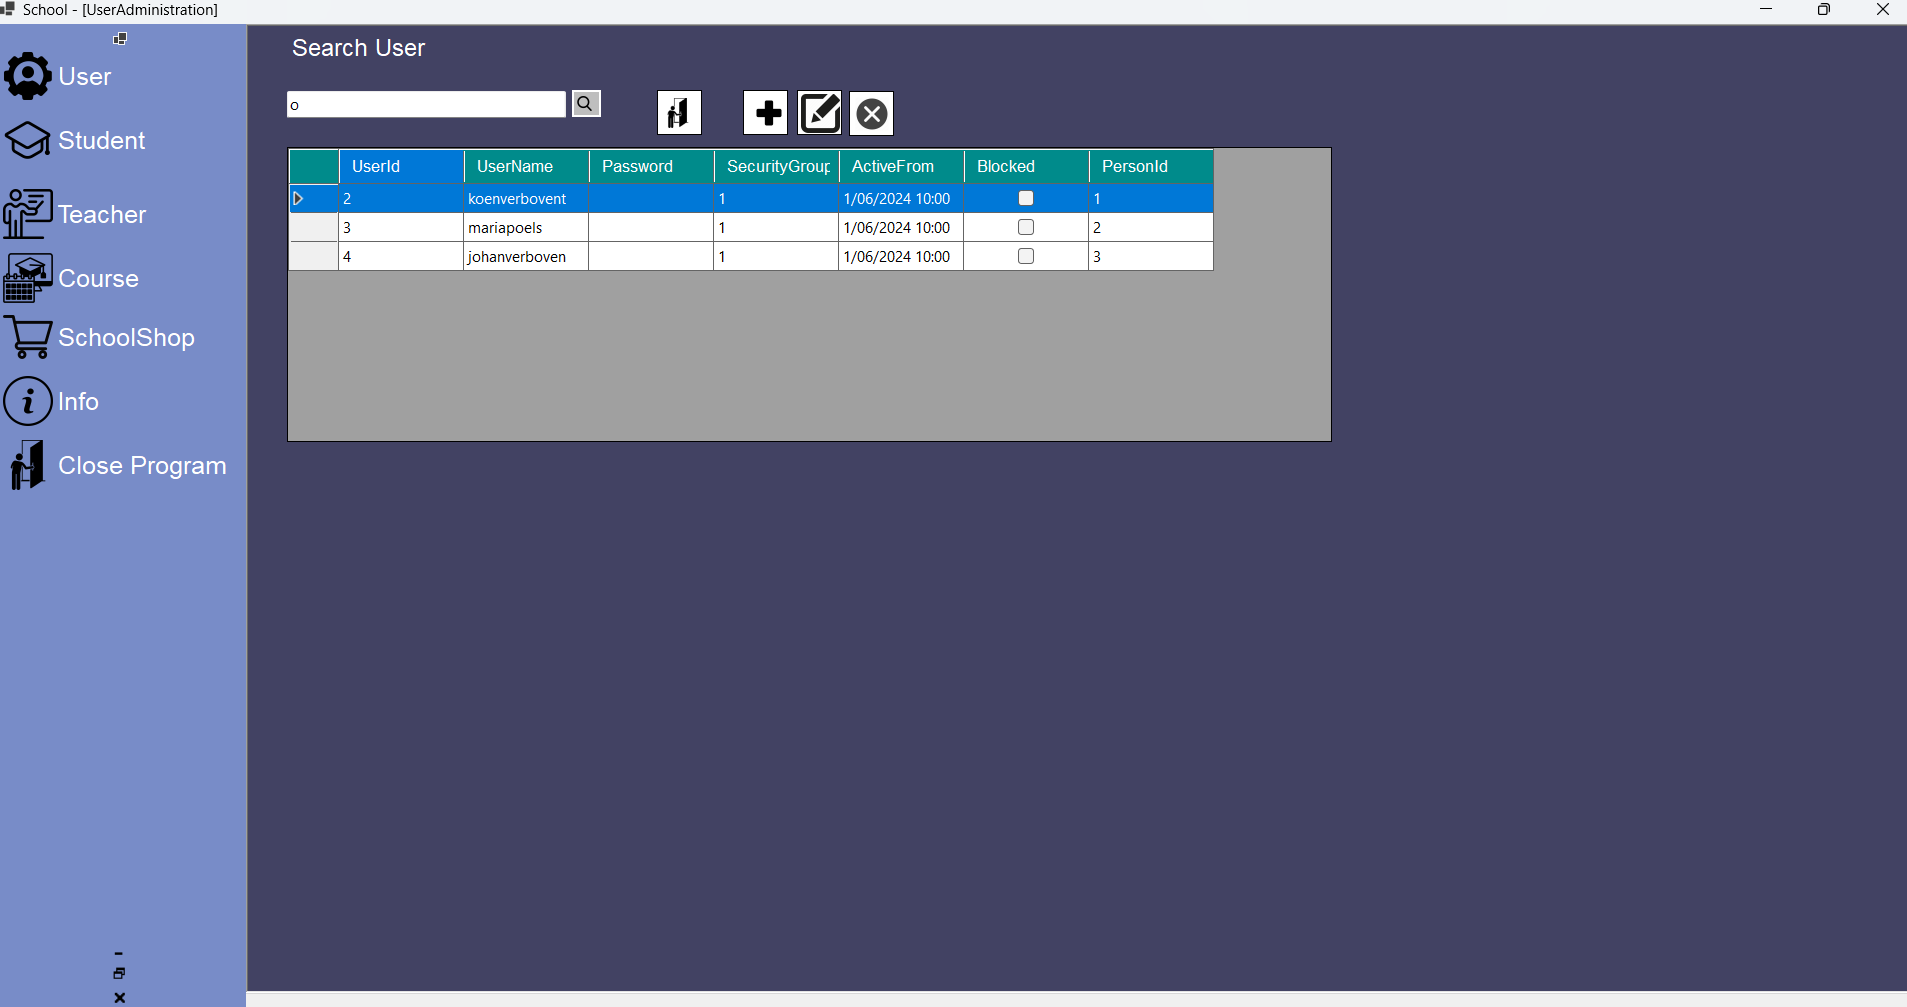 School - [UserAdministration]
User
Student
Teacher
Course
SchoolShop
Info
Close Program
Search User
o
UserId UserName Password SecurityGroup ActiveFrom Blocked PersonId
2 koenverbovent 1 1/06/2024 10:00 1
3 mariapoels 1 1/06/2024 10:00 2
4 johanverboven 1 1/06/2024 10:00 3